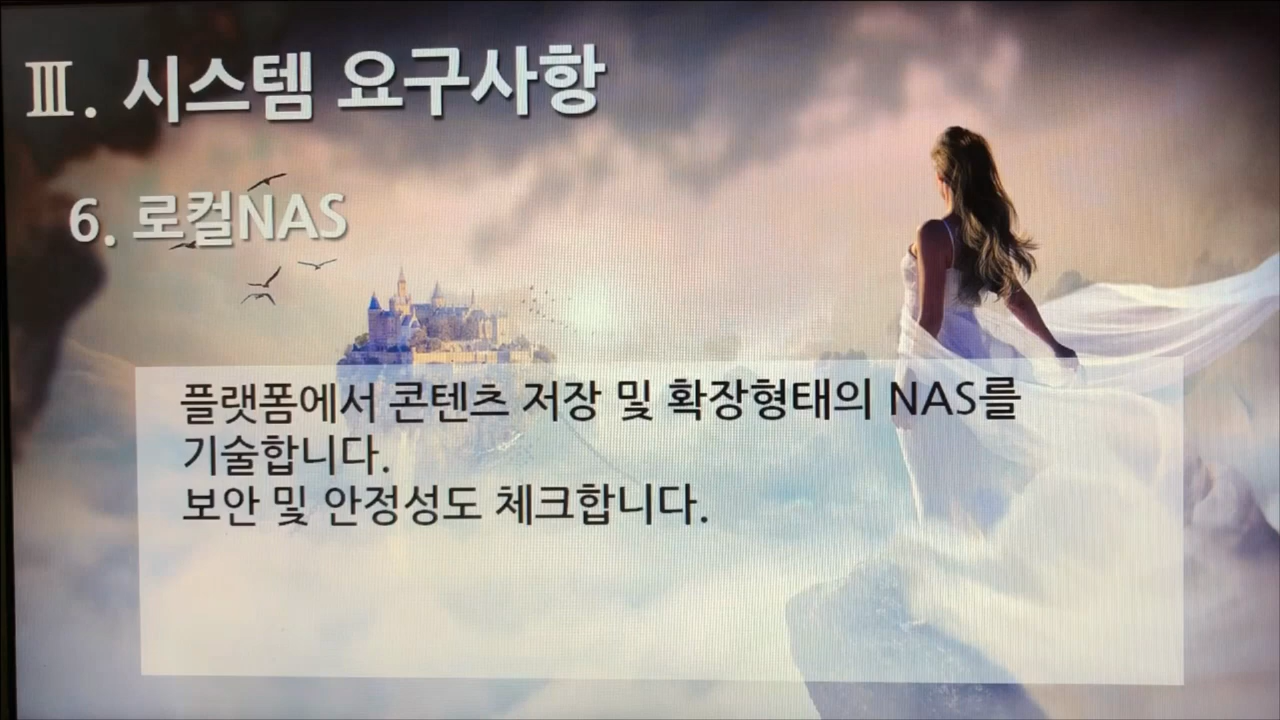 Ⅲ. 시스템 요구사항
6. 로컬NAS
플랫폼에서 콘텐츠 저장 및 확장형태의 NAS를
기술합니다.
보안 및 안정성도 체크합니다.